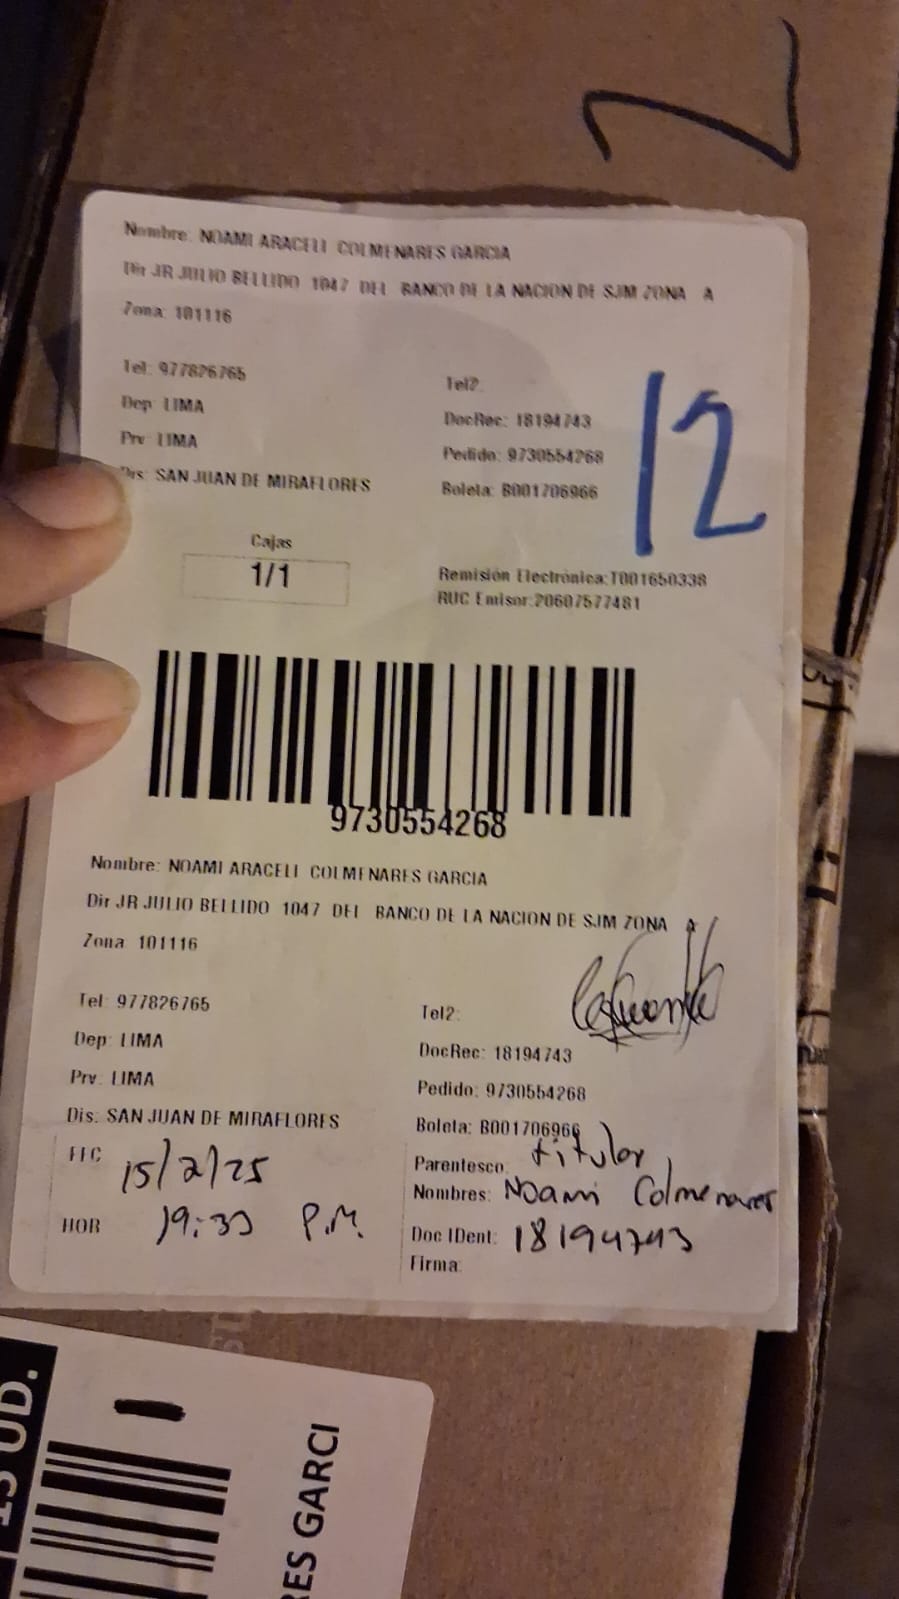 Nombre: NOAMI ARACELI COLMENARES GARCIA
Dir JR JULIO BELLIDO 1047 DEL BANCO DE LA NACION DE SJM ZONA A
Zona: 101116
Tel: 977826765
Tel2:
Dep: LIMA
DocRec: 18194743
Prv: LIMA
Pedido: 9730554268
Dis: SAN JUAN DE MIRAFLORES
Boleta: B001706966
12
Cajas
1/1
Remisión Electrónica:T001650338
RUC Emisor:20607577481
9730554268
Nombre: NOAMI ARACELI COLMENARES GARCIA
Dir JR JULIO BELLIDO 1047 DEL BANCO DE LA NACION DE SJM ZONA A
Zona 101116
Tel: 977826765
Tel2:
Dep: LIMA
DocRec: 18194743
Prv: LIMA
Pedido: 9730554268
Dis: SAN JUAN DE MIRAFLORES
Boleta: B001706966
FEC 15/2/25
Parentesco: titular
Nombres: Noami Colmenares
HOR 19:33 P.M.
Doc IDent: 18194743
Firma:
UD.
RES GARCI